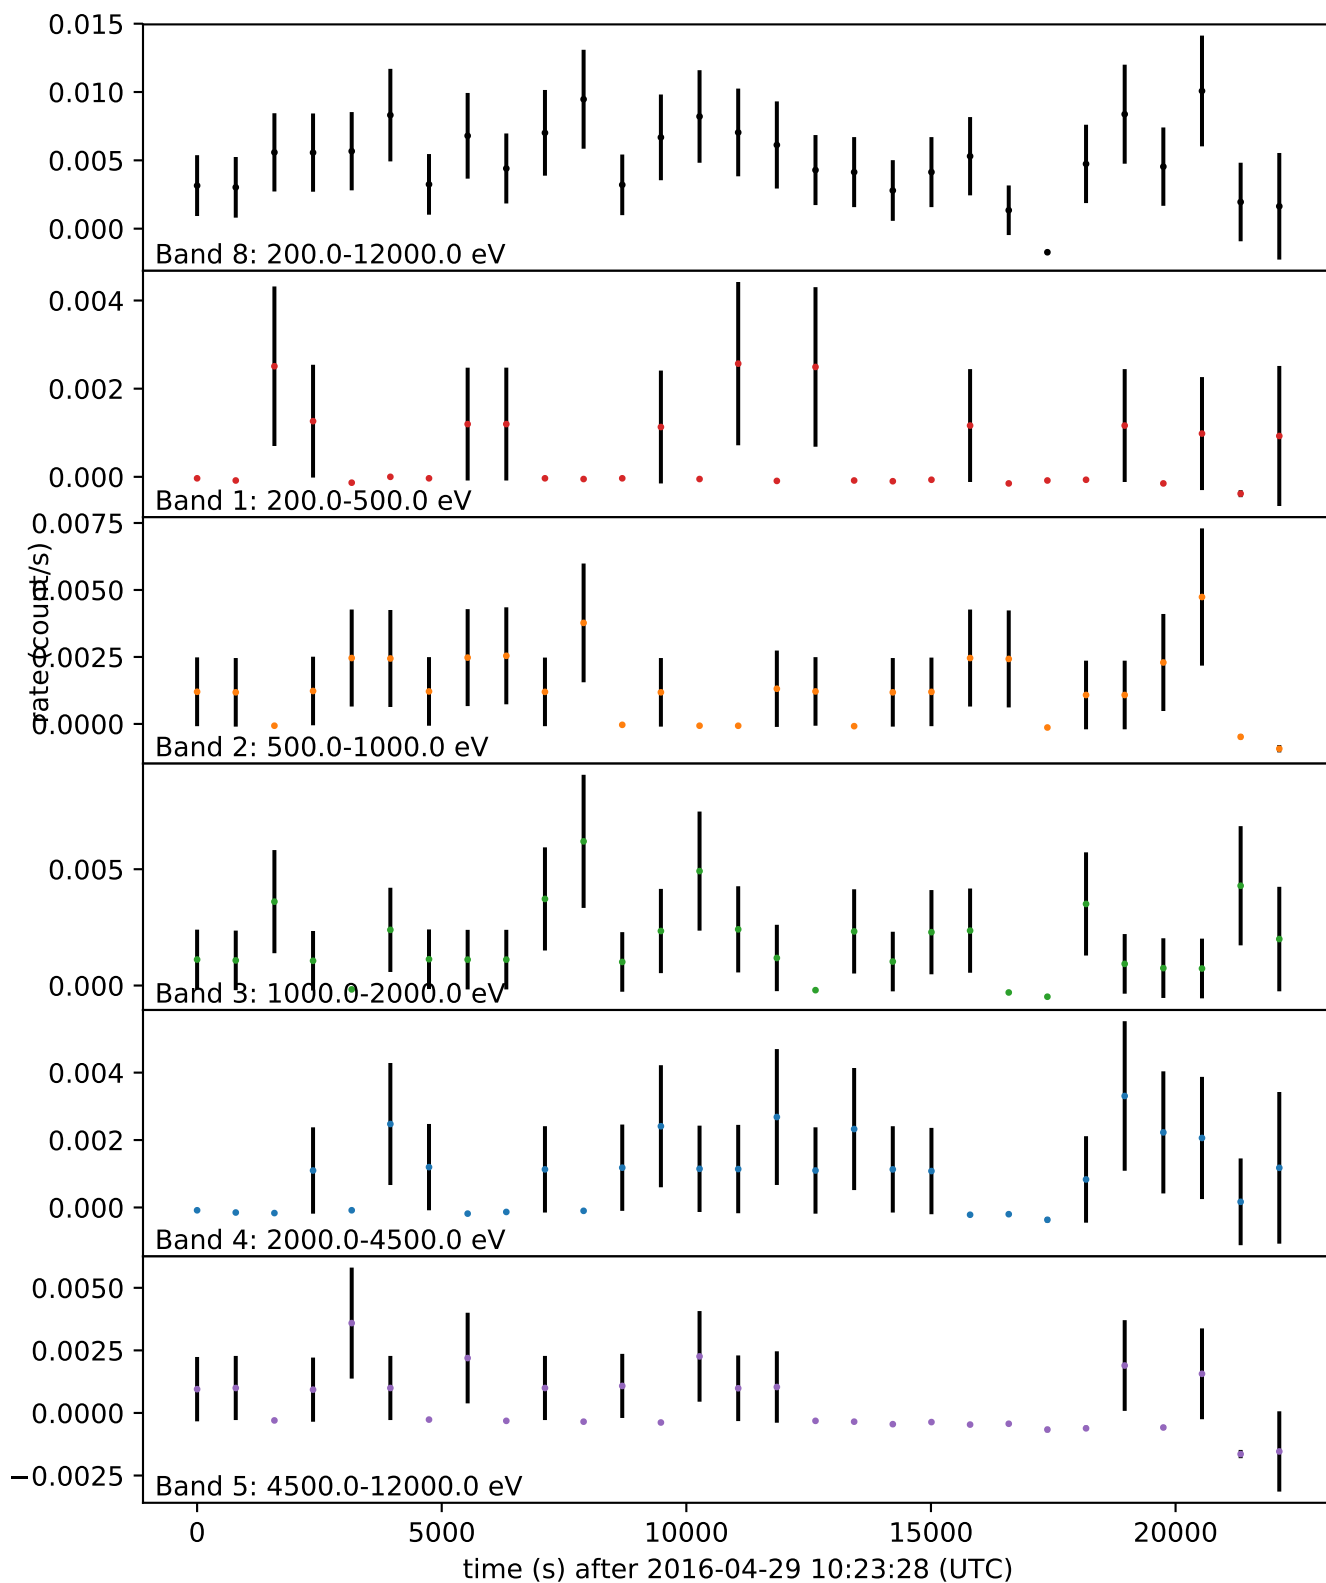 0.015
0.010
0.005
0.000
Band 8: 200.0-12000.0 eV
0.004
0.002
0.000
Band 1: 200.0-500.0 eV
rate (count/s)
0.0075
0.0050
0.0025
0.0000
Band 2: 500.0-1000.0 eV
0.005
0.000
Band 3: 1000.0-2000.0 eV
0.004
0.002
0.000
Band 4: 2000.0-4500.0 eV
0.0050
0.0025
0.0000
−0.0025
Band 5: 4500.0-12000.0 eV
0 5000 10000 15000 20000
time (s) after 2016-04-29 10:23:28 (UTC)